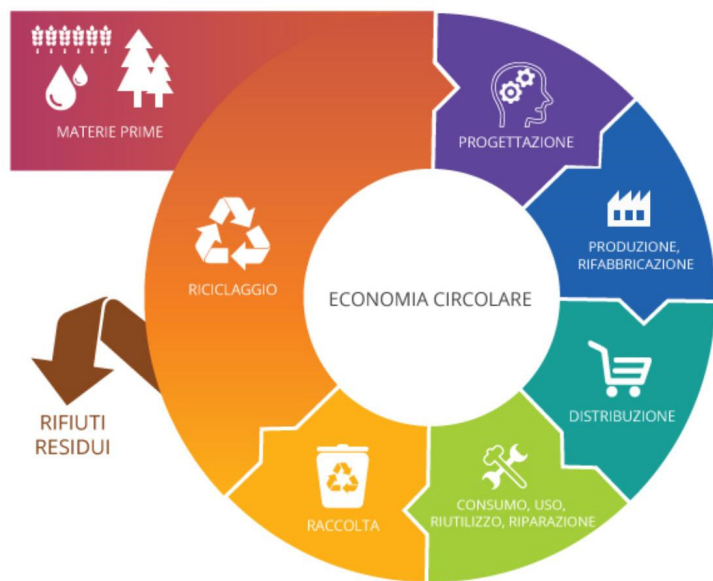 MATERIE PRIME
PROGETTAZIONE
PRODUZIONE,
RIFABBRICAZIONE
RICICLAGGIO
ECONOMIA CIRCOLARE
DISTRIBUZIONE
RIFIUTI
RESIDUI
RACCOLTA
CONSUMO, USO,
RIUTILIZZO, RIPARAZIONE